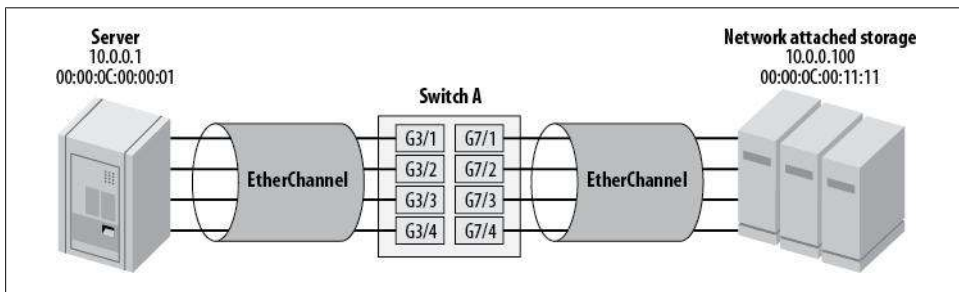 Server
10.0.0.1
00:00:0C:00:00:01
Network attached storage
10.0.0.100
00:00:0C:00:11:11
Switch A
EtherChannel
G3/1 G7/1
G3/2 G7/2
G3/3 G7/3
G3/4 G7/4
EtherChannel